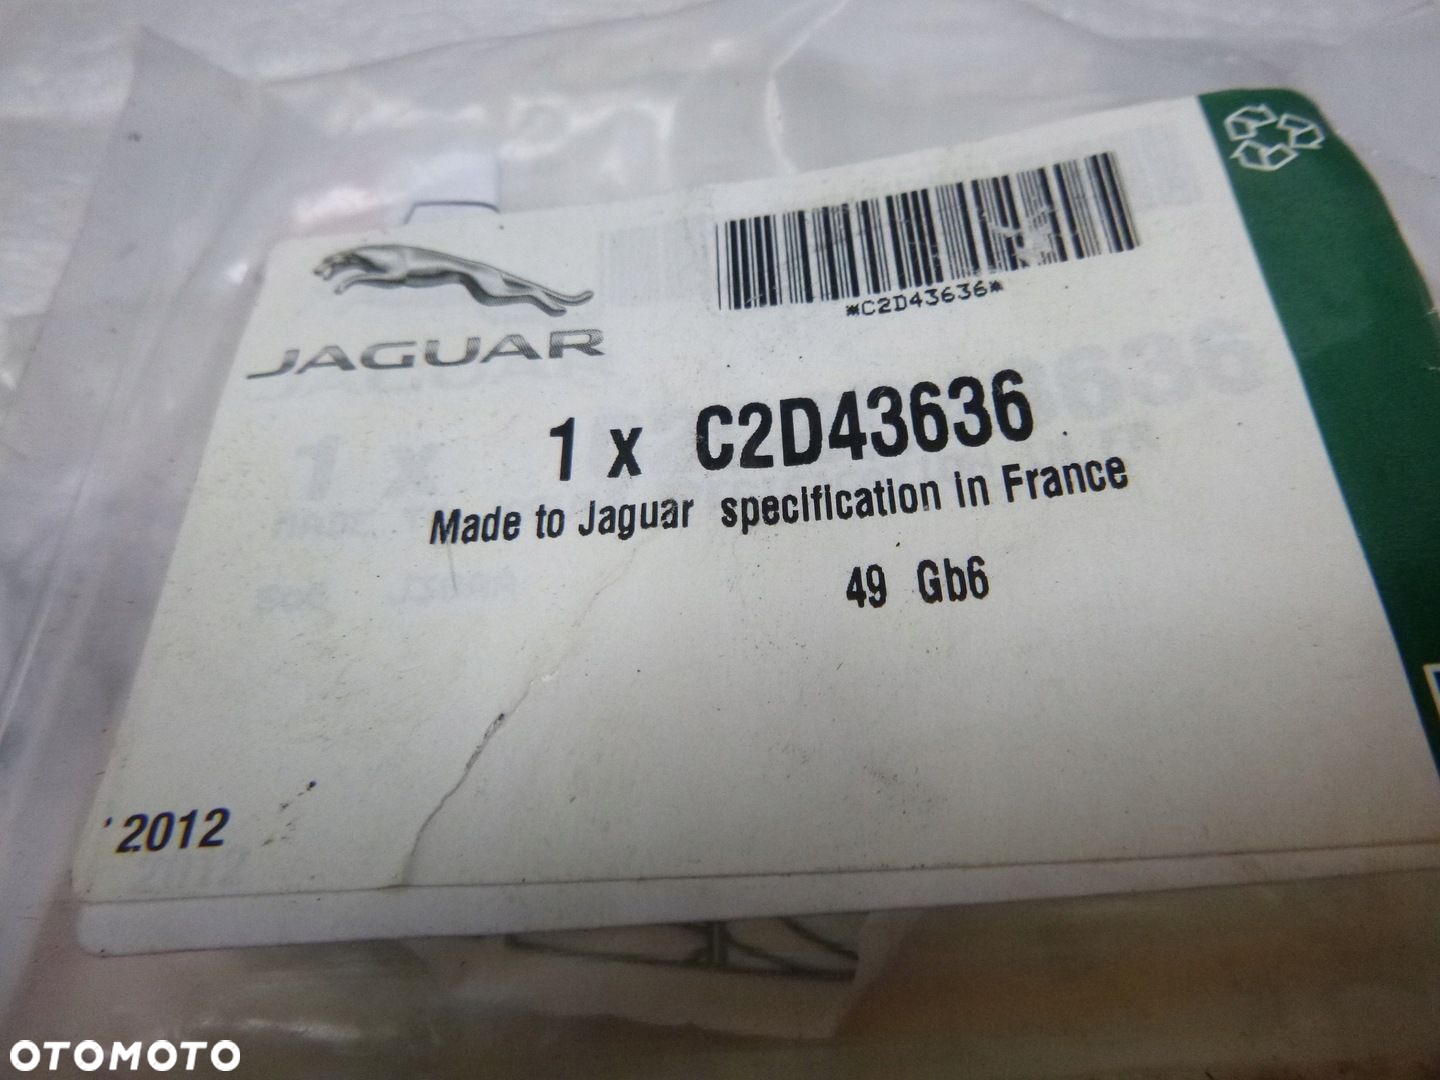 *C2D43636*
JAGUAR
1 x C2D43636
Made to Jaguar specification in France
49 Gb6
2012
OTOMOTO